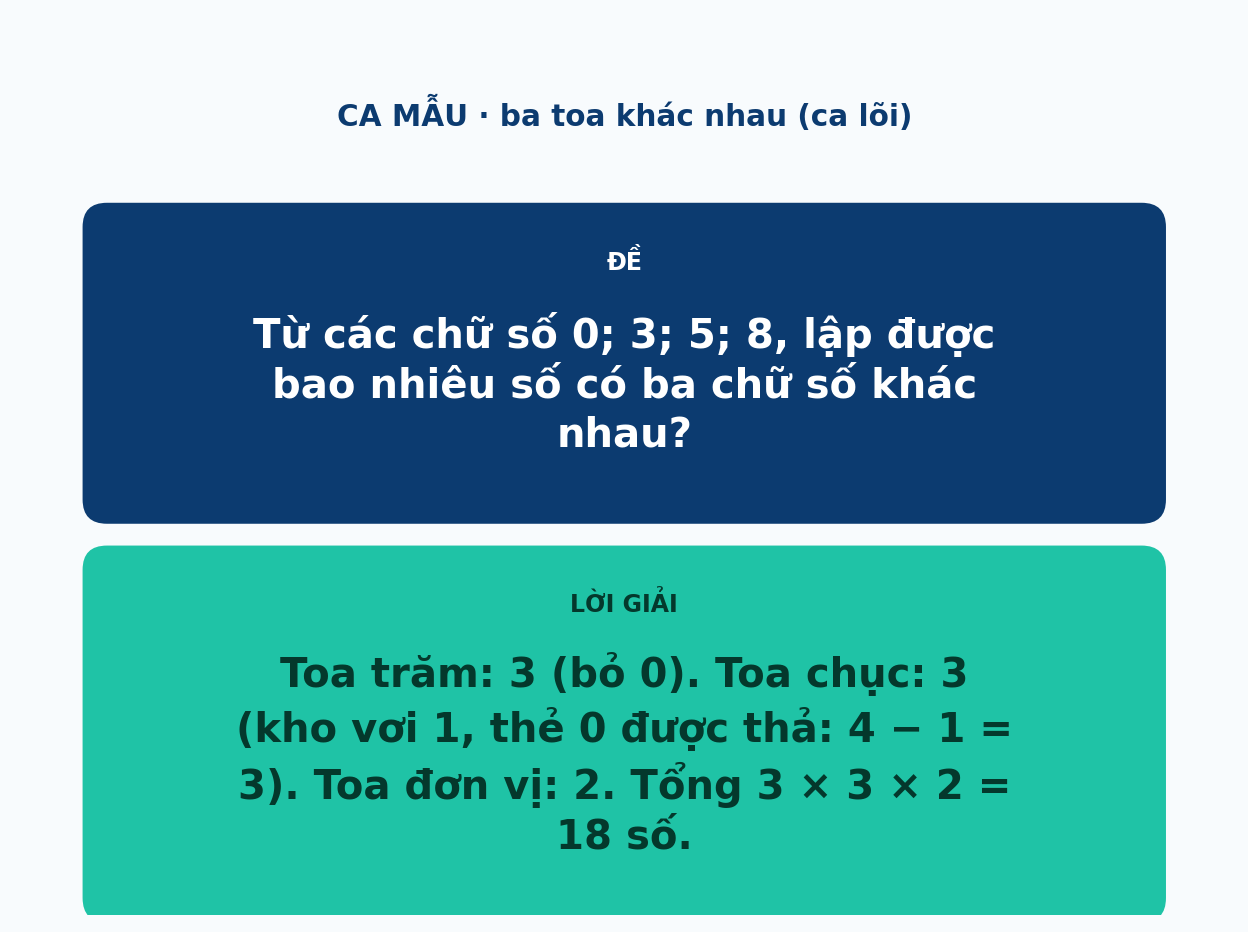 CA MẪU · ba toa khác nhau (ca lõi)
ĐỀ
Từ các chữ số 0; 3; 5; 8, lập được
bao nhiêu số có ba chữ số khác
nhau?
LỜI GIẢI
Toa trăm: 3 (bỏ 0). Toa chục: 3
(kho vơi 1, thẻ 0 được thả: 4 − 1 =
3). Toa đơn vị: 2. Tổng 3 × 3 × 2 =
18 số.